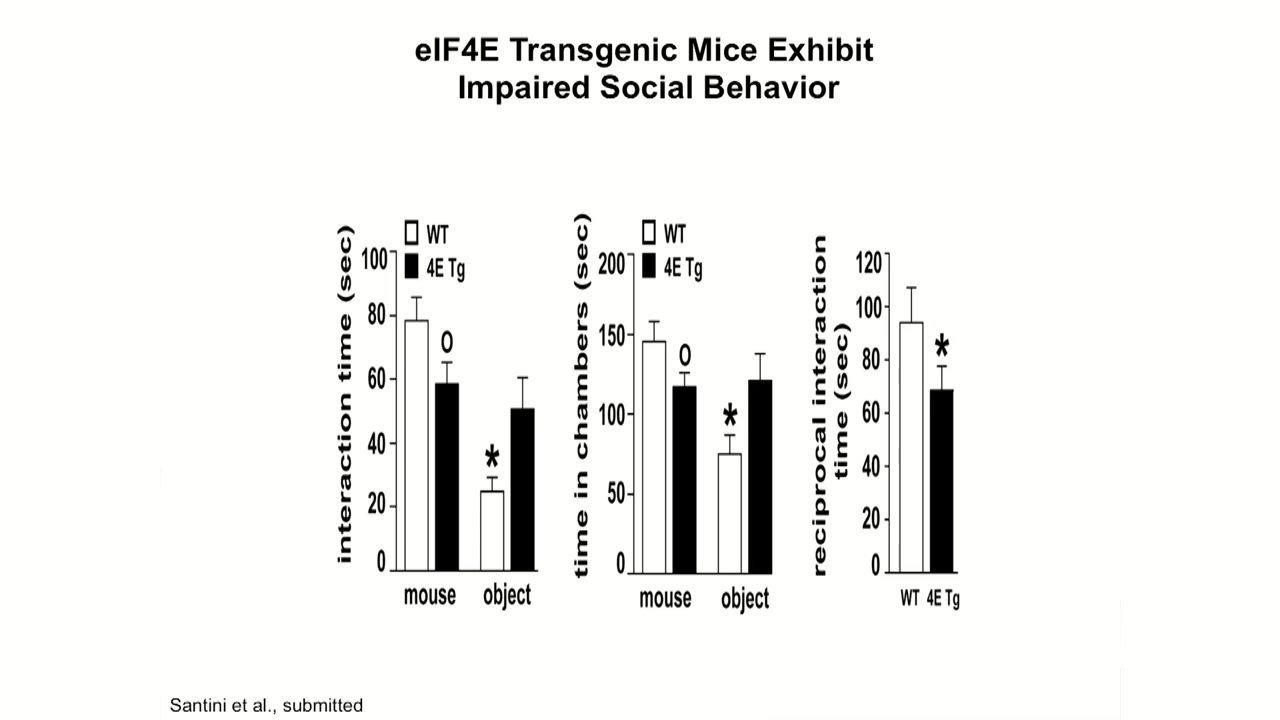 eIF4E Transgenic Mice Exhibit
Impaired Social Behavior
interaction time (sec)
100
80
60
40
20
0
WT
4E Tg
o
*
mouse object
time in chambers (sec)
200
150
100
50
0
WT
4E Tg
o
*
mouse object
reciprocal interaction
time (sec)
120
100
80
60
40
20
0
*
WT 4E Tg
Santini et al., submitted